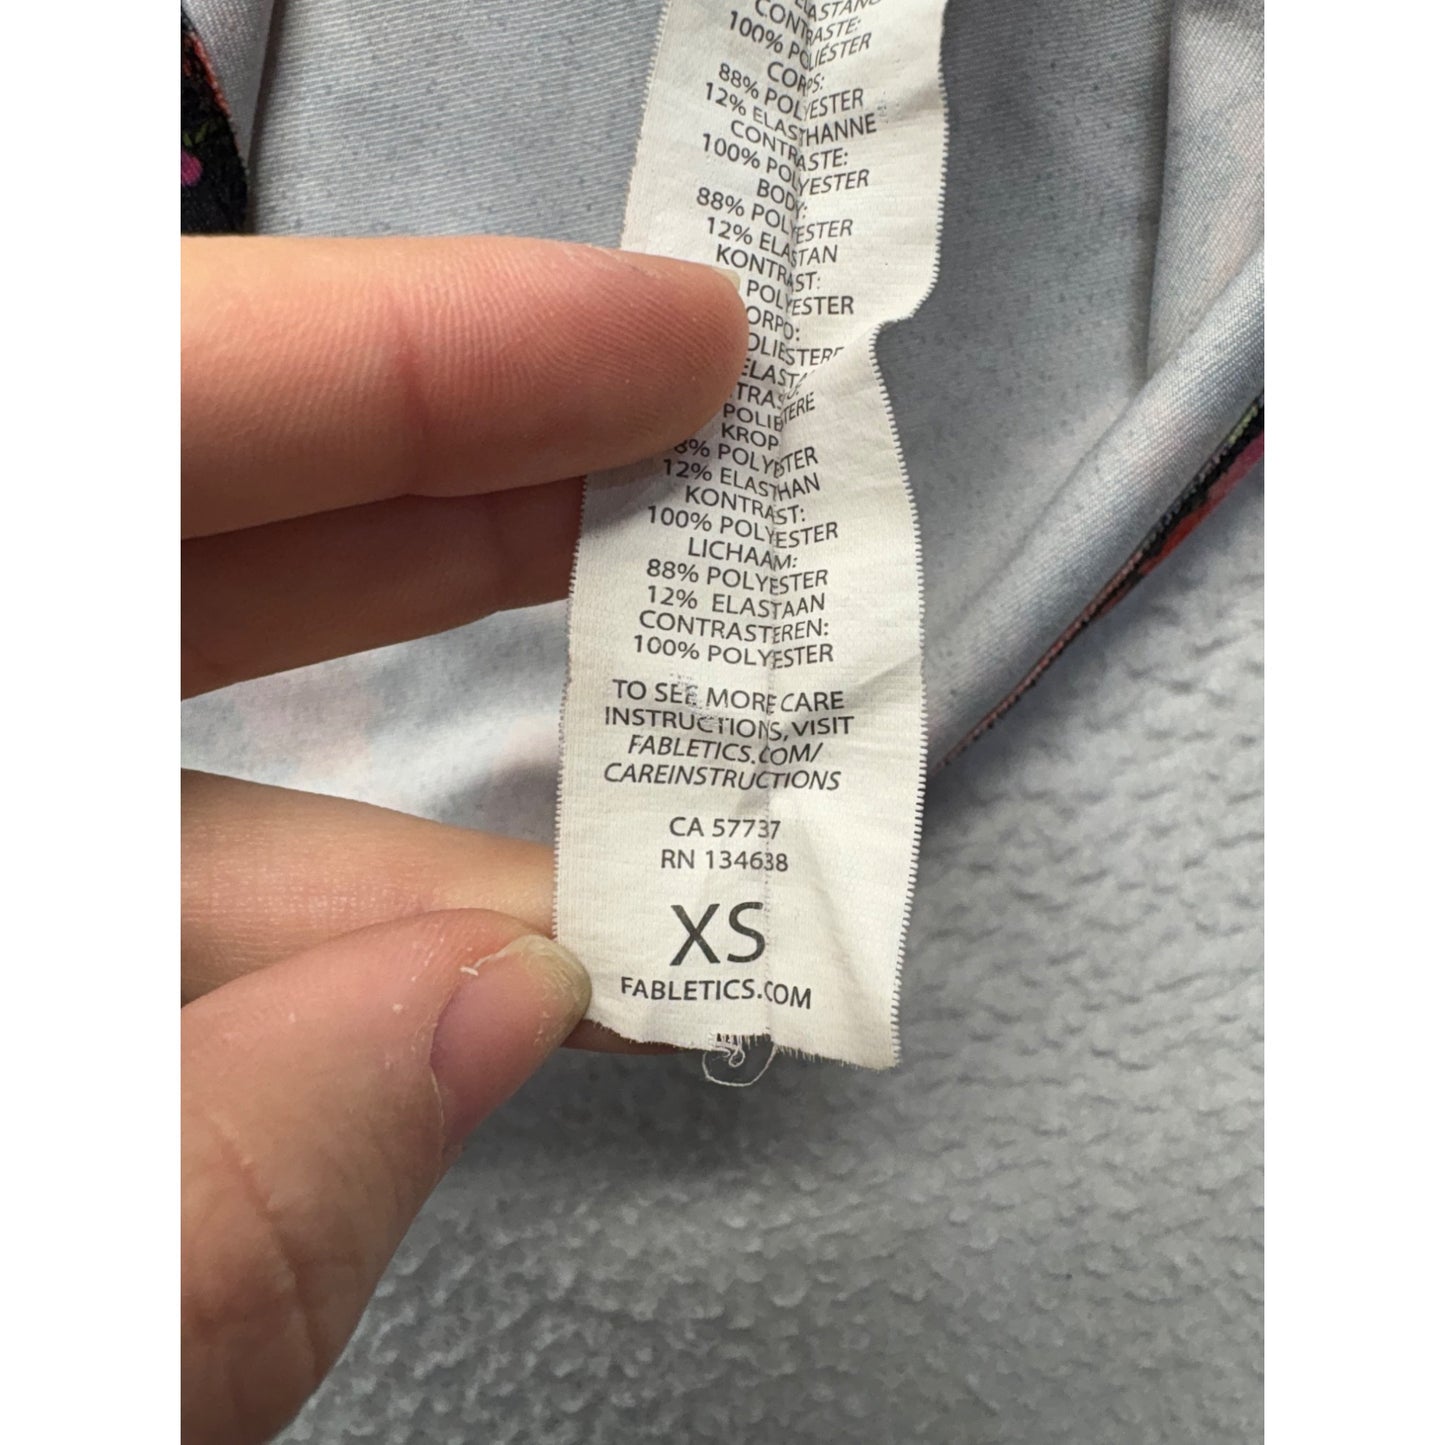 CONTRASTE:
100% POLIÉSTER
CORPS:
88% POLYESTER
12% ELASTHANNE
CONTRASTE:
100% POLYESTER
BODY:
88% POLYESTER
12% ELASTAN
KONTRAST:
POLYESTER
KROP
POLYESTER
12% ELASTHAN
KONTRAST:
100% POLYESTER
LICHAAM:
88% POLYESTER
12% ELASTAAN
CONTRASTEREN:
100% POLYESTER
TO SEE MORE CARE
INSTRUCTIONS, VISIT
FABLETICS.COM/
CAREINSTRUCTIONS
CA 57737
RN 134638
XS
FABLETICS.COM